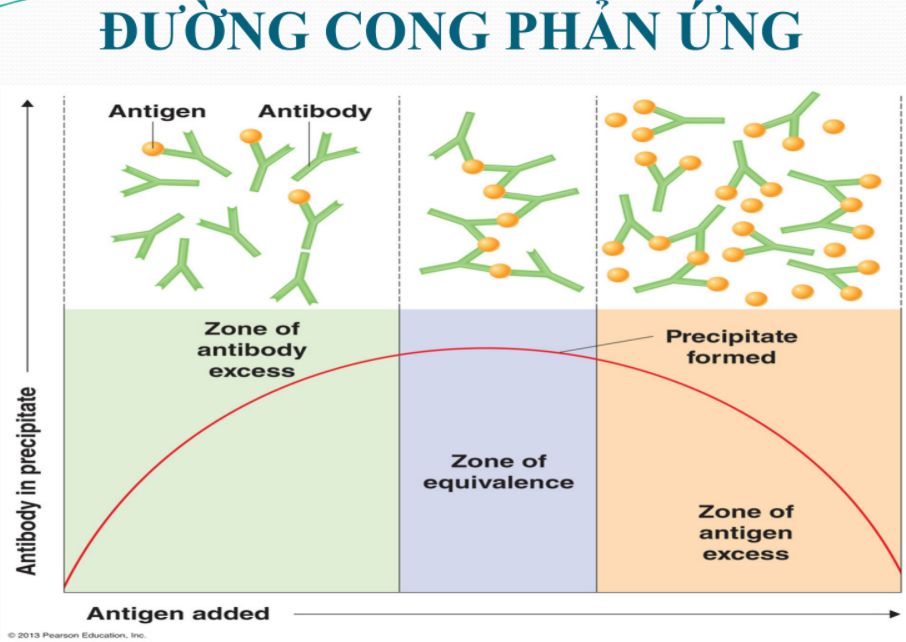 ĐƯỜNG CONG PHẢN ỨNG
Antigen
Antibody
Zone of
antibody
excess
Precipitate
formed
Zone of
equivalence
Zone of
antigen
excess
Antibody in precipitate
Antigen added
© 2013 Pearson Education, Inc.